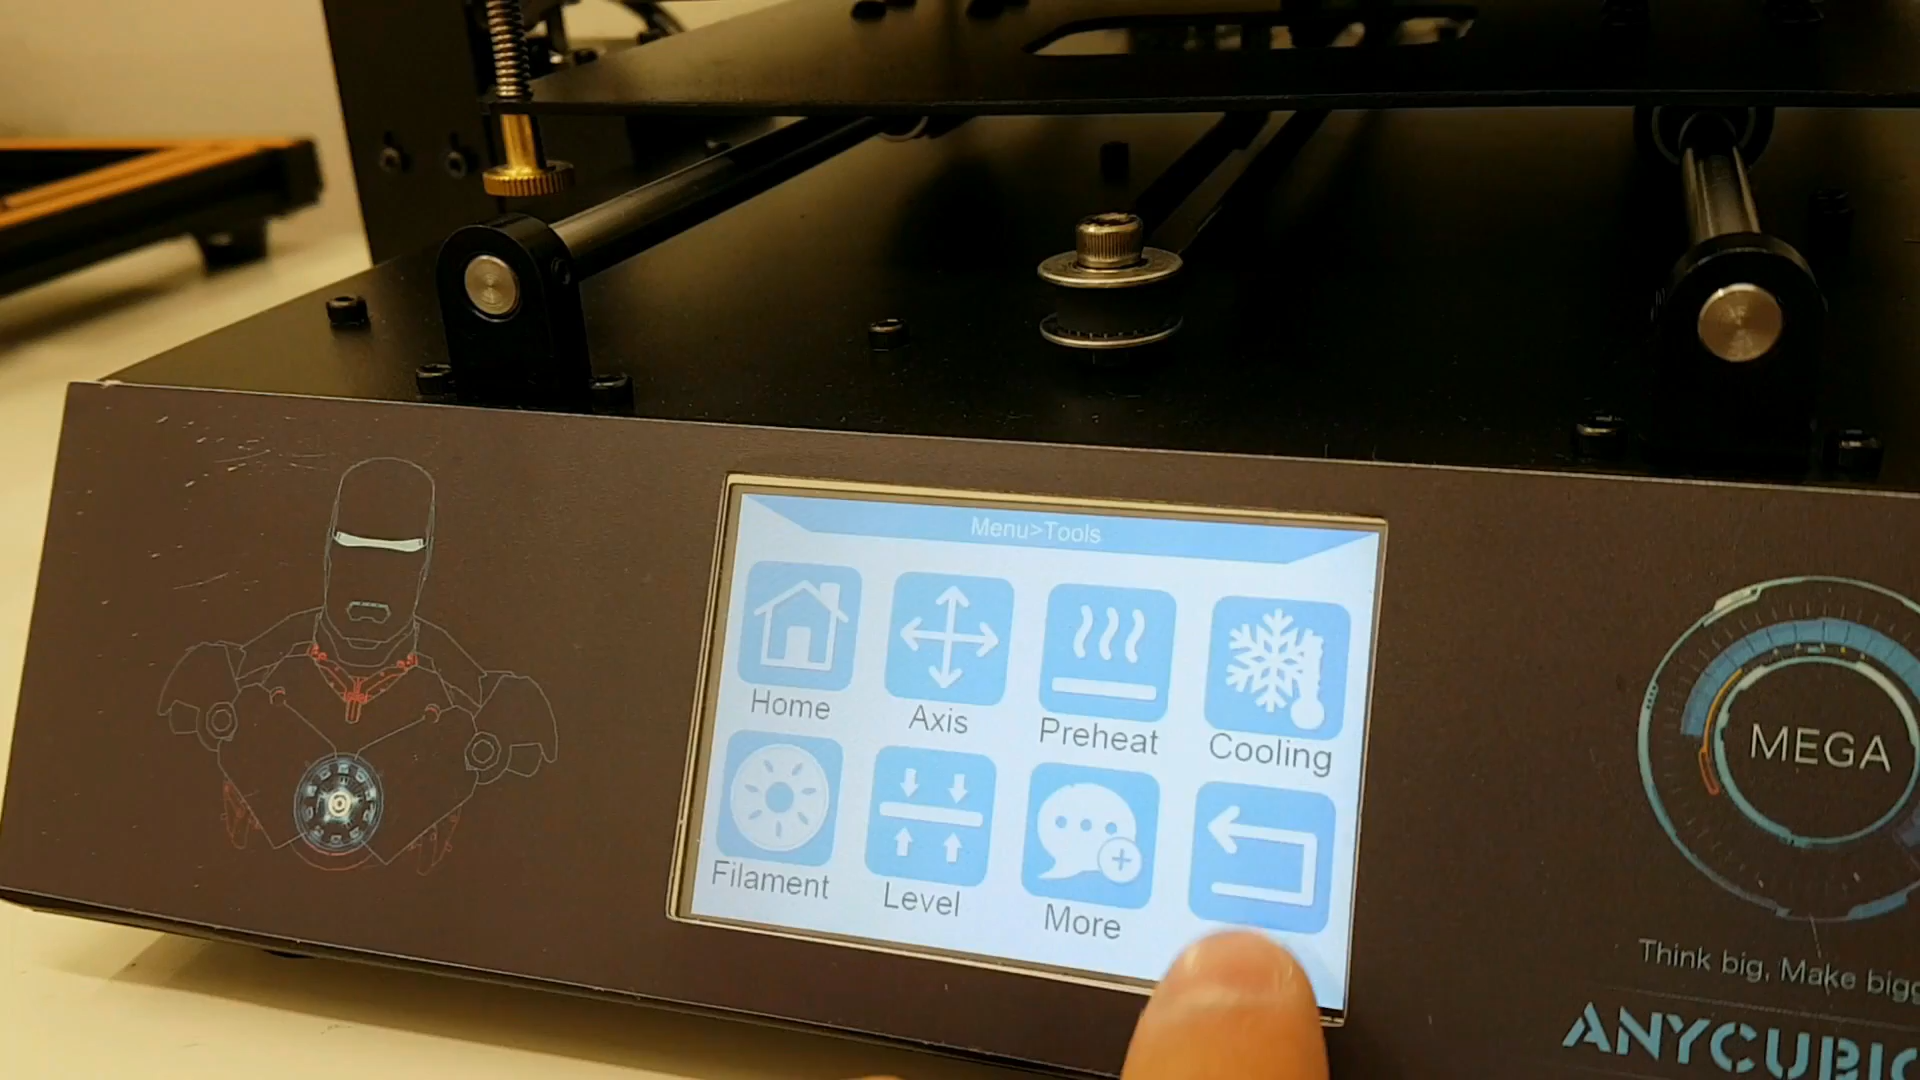 Menu>Tools
Home
Axis
Preheat
Cooling
Filament
Level
More
MEGA
Think big, Make bigg
ANYCUBIC